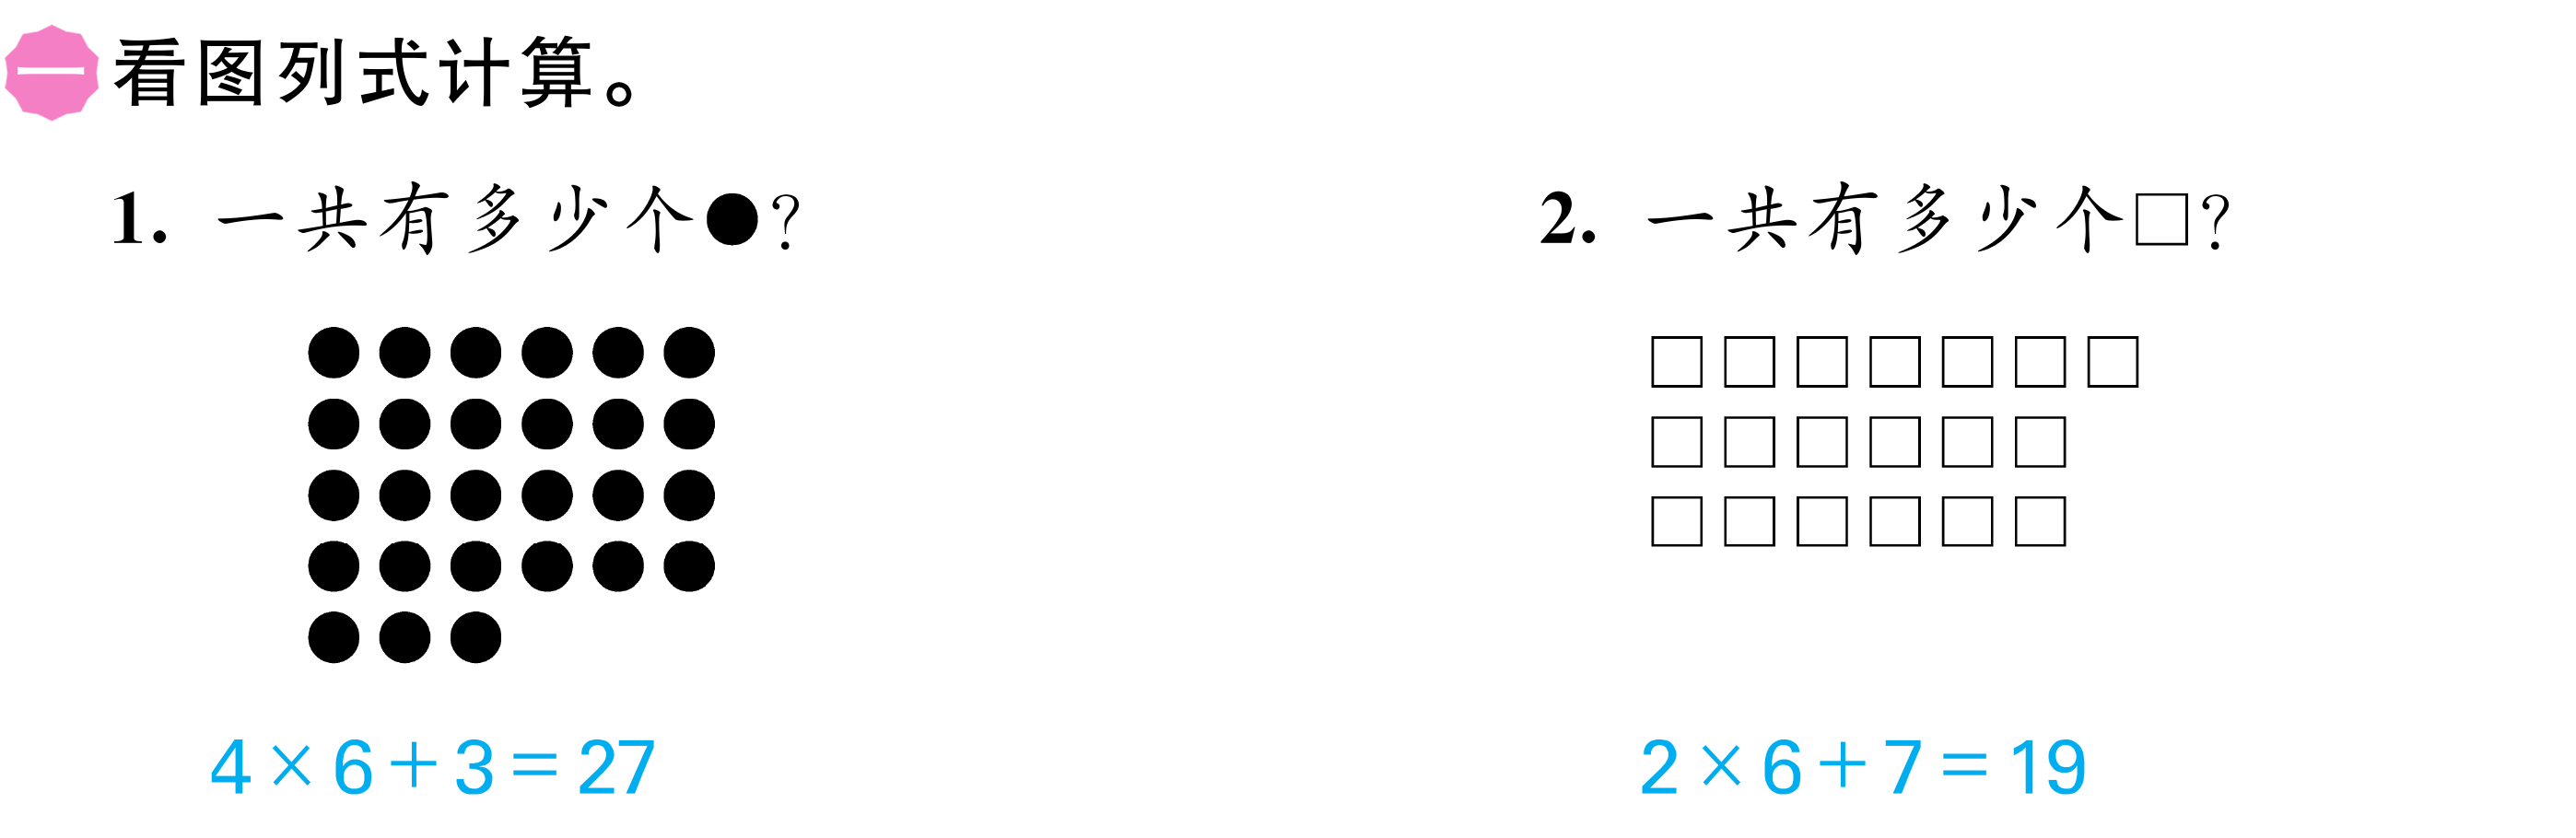 一 看图列式计算。
1. 一共有多少个●?
2. 一共有多少个□?
4×6+3=27
2×6+7=19